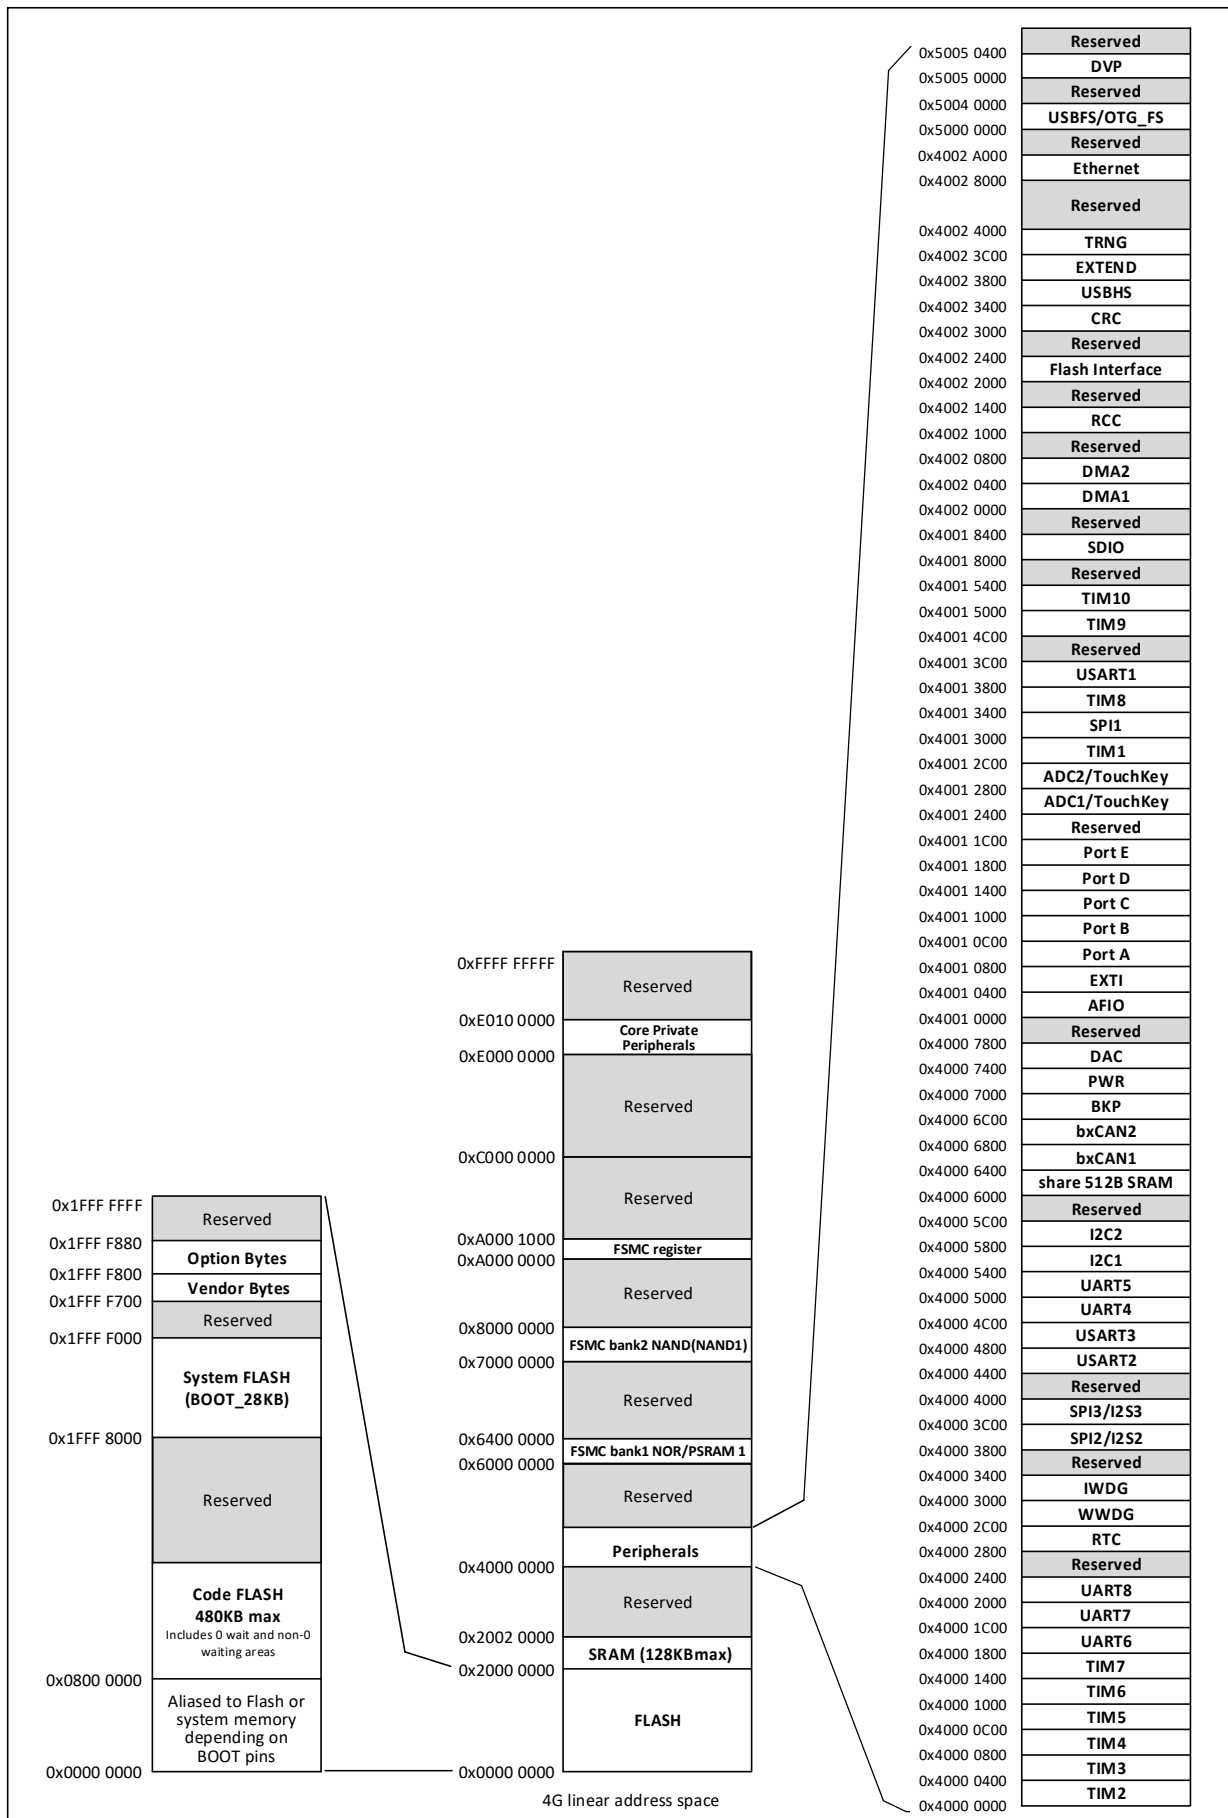 0x5005 0400
Reserved
DVP
0x5005 0000
Reserved
0x5004 0000
USBFS/OTG_FS
0x5000 0000
Reserved
0x4002 A000
Ethernet
0x4002 8000
Reserved
0x4002 4000
TRNG
0x4002 3C00
EXTEND
0x4002 3800
USBHS
0x4002 3400
CRC
0x4002 3000
Reserved
0x4002 2400
Flash Interface
0x4002 2000
Reserved
0x4002 1400
RCC
0x4002 1000
Reserved
0x4002 0800
DMA2
0x4002 0400
DMA1
0x4002 0000
Reserved
0x4001 8400
SDIO
0x4001 8000
Reserved
0x4001 5400
TIM10
0x4001 5000
TIM9
0x4001 4C00
Reserved
0x4001 3C00
USART1
0x4001 3800
TIM8
0x4001 3400
SPI1
0x4001 3000
TIM1
0x4001 2C00
ADC2/TouchKey
0x4001 2800
ADC1/TouchKey
0x4001 2400
Reserved
0x4001 1C00
Port E
0x4001 1800
Port D
0x4001 1400
Port C
0x4001 1000
Port B
0x4001 0C00
Port A
0x4001 0800
EXTI
0x4001 0400
AFIO
0x4001 0000
Reserved
0x4000 7800
DAC
0x4000 7400
PWR
0x4000 7000
BKP
0x4000 6C00
bxCAN2
0x4000 6800
bxCAN1
0x4000 6400
share 512B SRAM
0x4000 6000
Reserved
0x4000 5C00
I2C2
0x4000 5800
I2C1
0x4000 5400
UART5
0x4000 5000
UART4
0x4000 4C00
USART3
0x4000 4800
USART2
0x4000 4400
Reserved
0x4000 4000
SPI3/I2S3
0x4000 3C00
SPI2/I2S2
0x4000 3800
Reserved
0x4000 3400
IWDG
0x4000 3000
WWDG
0x4000 2C00
RTC
0x4000 2800
Reserved
0x4000 2400
UART8
0x4000 2000
UART7
0x4000 1C00
UART6
0x4000 1800
TIM7
0x4000 1400
TIM6
0x4000 1000
TIM5
0x4000 0C00
TIM4
0x4000 0800
TIM3
0x4000 0400
TIM2
0x4000 0000
0xFFFF FFFFF
Reserved
0xE010 0000
Core Private
Peripherals
0xE000 0000
Reserved
0xC000 0000
Reserved
0xA000 1000
FSMC register
0xA000 0000
Reserved
0x8000 0000
FSMC bank2 NAND(NAND1)
0x7000 0000
Reserved
0x6400 0000
FSMC bank1 NOR/PSRAM 1
0x6000 0000
Reserved
Peripherals
0x4000 0000
Reserved
0x2002 0000
SRAM (128KBmax)
0x2000 0000
FLASH
0x0000 0000
4G linear address space
0x1FFF FFFF
Reserved
0x1FFF F880
Option Bytes
0x1FFF F800
Vendor Bytes
0x1FFF F700
Reserved
0x1FFF F000
System FLASH
(BOOT_28KB)
0x1FFF 8000
Reserved
Code FLASH
480KB max
Includes 0 wait and non-0
waiting areas
0x0800 0000
Aliased to Flash or
system memory
depending on
BOOT pins
0x0000 0000